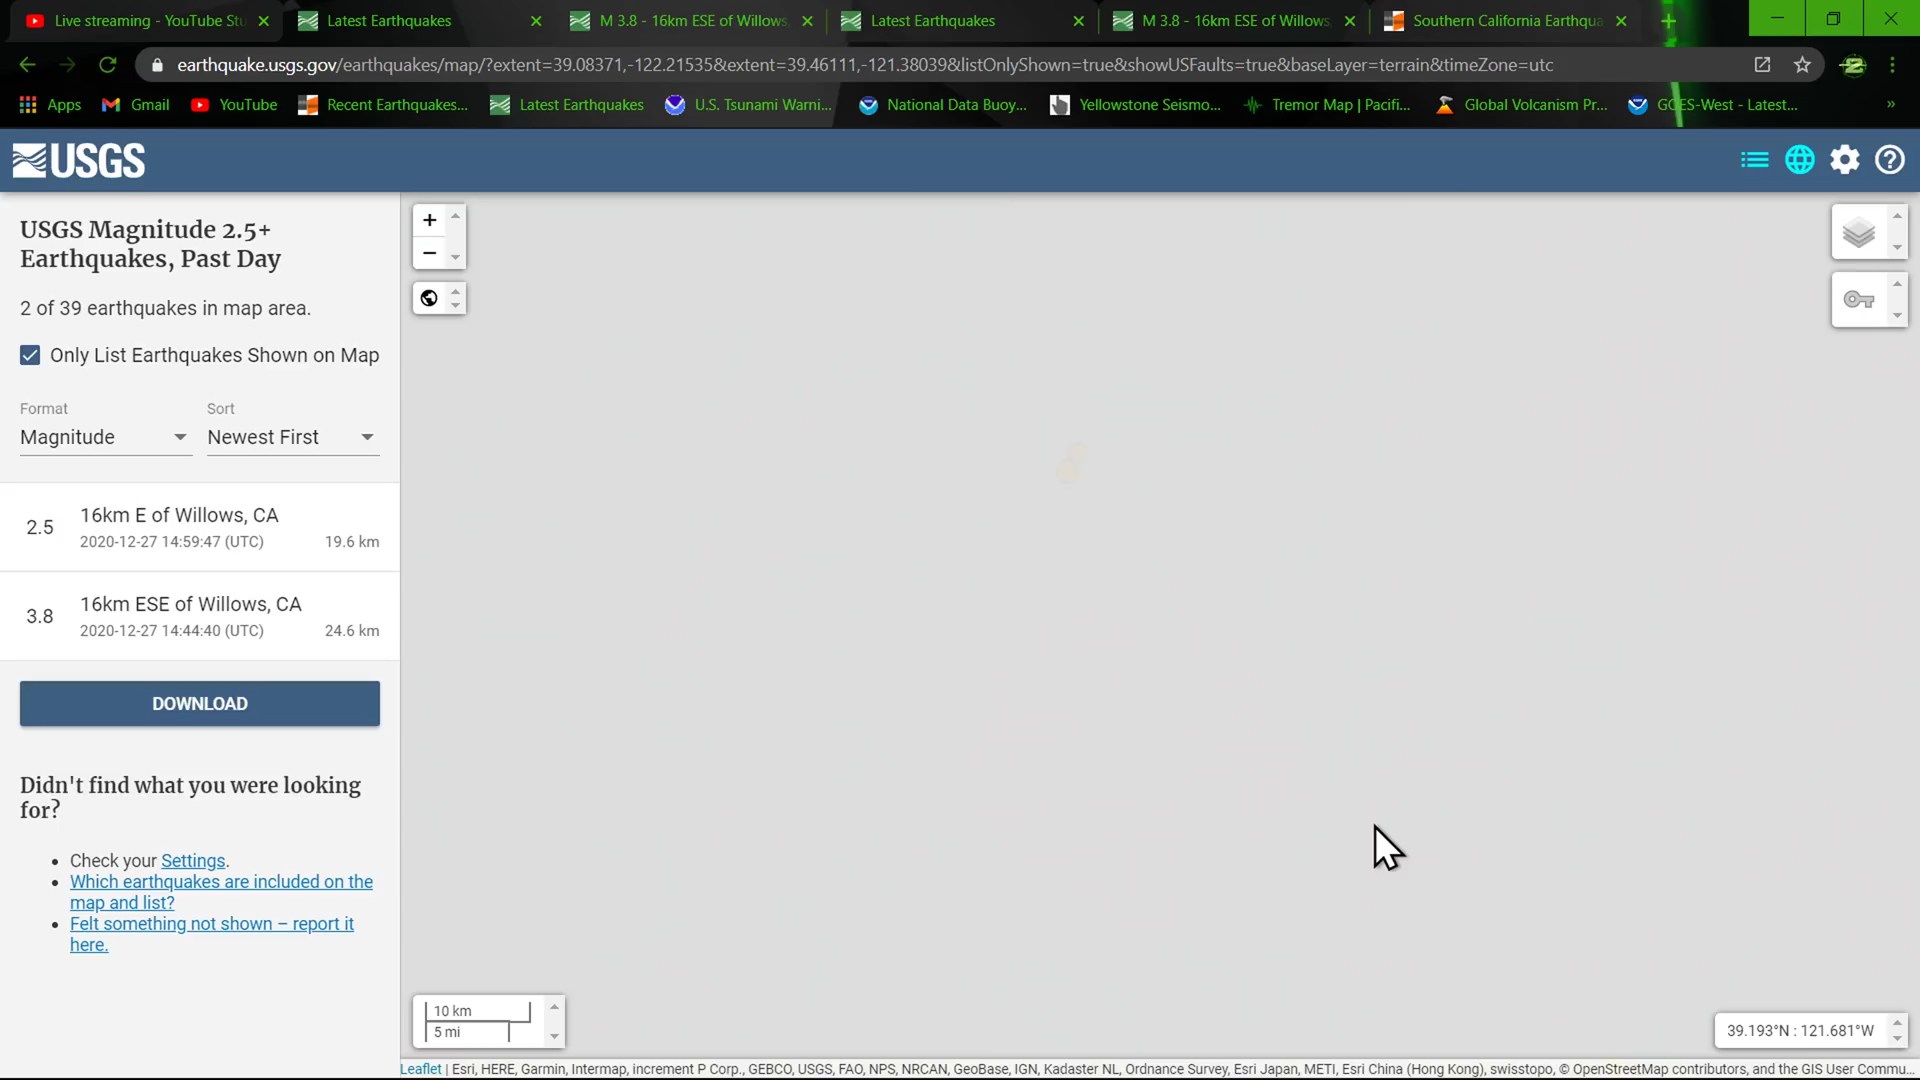 Live streaming - YouTube Stu
Latest Earthquakes
M 3.8 - 16km ESE of Willows,
Latest Earthquakes
M 3.8 - 16km ESE of Willows,
Southern California Earthqua
earthquake.usgs.gov/earthquakes/map/?extent=39.08371,-122.21535&extent=39.46111,-121.38039&listOnlyShown=true&showUSFaults=true&baseLayer=terrain&timeZone=utc
Apps
Gmail
YouTube
Recent Earthquakes...
Latest Earthquakes
U.S. Tsunami Warni...
National Data Buoy...
Yellowstone Seismo...
Tremor Map | Pacifi...
Global Volcanism Pr...
GOES-West - Latest...
»
USGS
USGS Magnitude 2.5+
Earthquakes, Past Day
2 of 39 earthquakes in map area.
Only List Earthquakes Shown on Map
Format
Sort
Magnitude
Newest First
2.5
16km E of Willows, CA
2020-12-27 14:59:47 (UTC)
19.6 km
3.8
16km ESE of Willows, CA
2020-12-27 14:44:40 (UTC)
24.6 km
DOWNLOAD
Didn't find what you were looking
for?
• Check your Settings.
• Which earthquakes are included on the
map and list?
• Felt something not shown – report it
here.
+
−
10 km
5 mi
39.193°N : 121.681°W
Leaflet | Esri, HERE, Garmin, Intermap, increment P Corp., GEBCO, USGS, FAO, NPS, NRCAN, GeoBase, IGN, Kadaster NL, Ordnance Survey, Esri Japan, METI, Esri China (Hong Kong), swisstopo, © OpenStreetMap contributors, and the GIS User Commu...